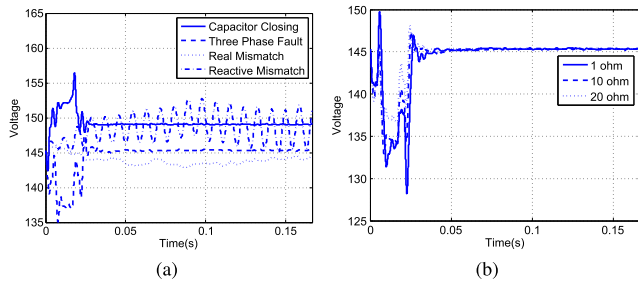 165
160
155
150
145
140
135
Voltage
0
0.05
0.1
0.15
Time(s)
Capacitor Closing
Three Phase Fault
Real Mismatch
Reactive Mismatch
(a)
150
145
140
135
130
125
Voltage
0
0.05
0.1
0.15
Time(s)
1 ohm
10 ohm
20 ohm
(b)